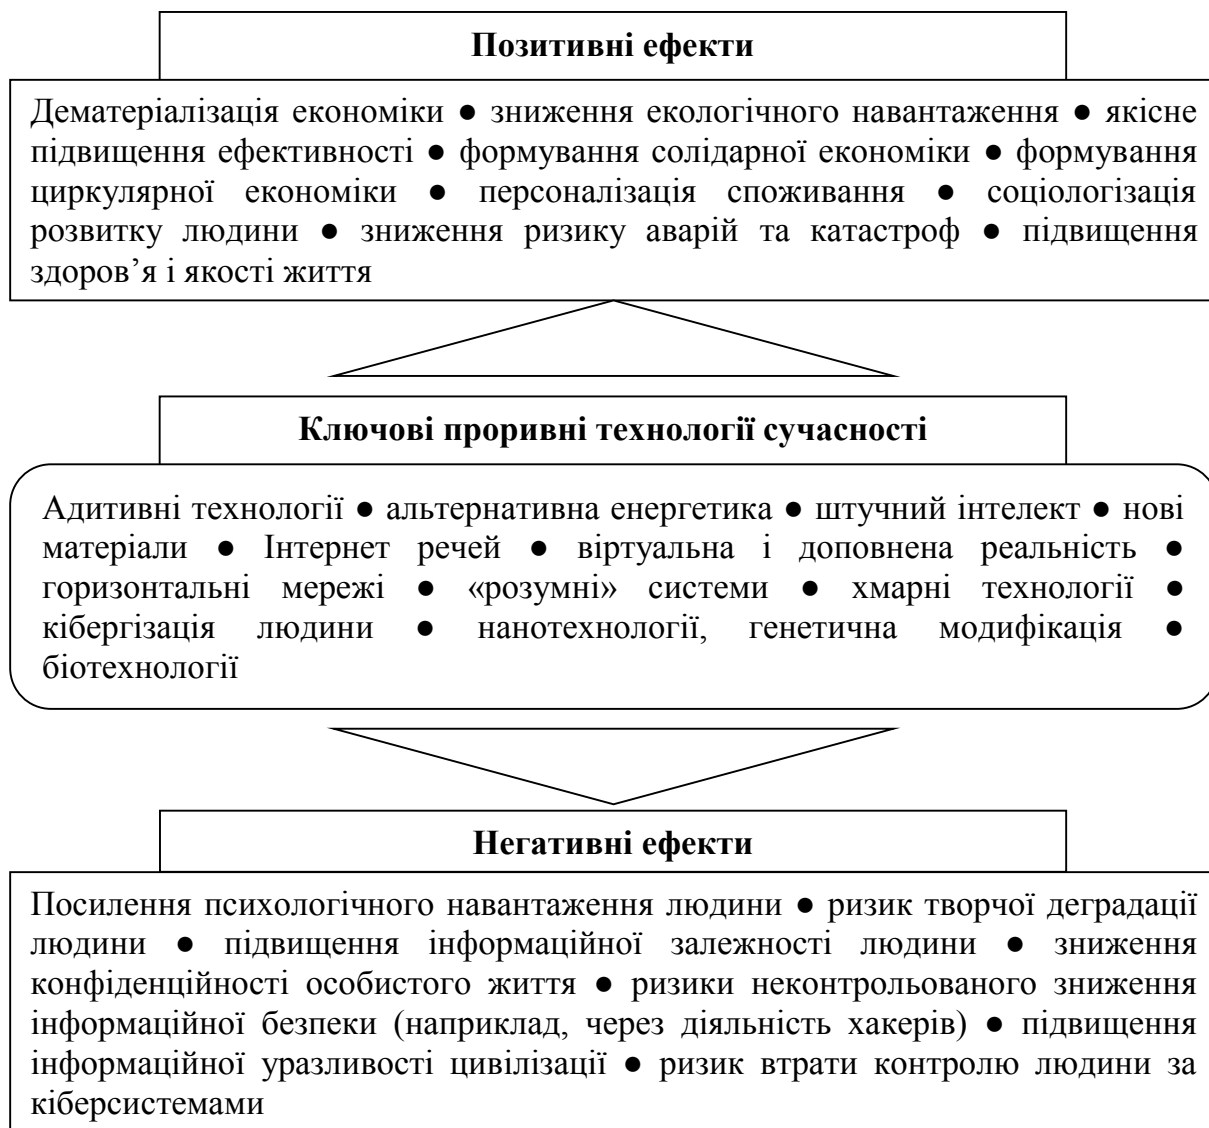 Позитивні ефекти
Дематеріалізація економіки ● зниження екологічного навантаження ● якісне
підвищення ефективності ● формування солідарної економіки ● формування
циркулярної економіки ● персоналізація споживання ● соціологізація
розвитку людини ● зниження ризику аварій та катастроф ● підвищення
здоров’я і якості життя
Ключові проривні технології сучасності
Адитивні технології ● альтернативна енергетика ● штучний інтелект ● нові
матеріали ● Інтернет речей ● віртуальна і доповнена реальність ●
горизонтальні мережі ● «розумні» системи ● хмарні технології ●
кібергізація людини ● нанотехнології, генетична модифікація ●
біотехнології
Негативні ефекти
Посилення психологічного навантаження людини ● ризик творчої деградації
людини ● підвищення інформаційної залежності людини ● зниження
конфіденційності особистого життя ● ризики неконтрольованого зниження
інформаційної безпеки (наприклад, через діяльність хакерів) ● підвищення
інформаційної уразливості цивілізації ● ризик втрати контролю людини за
кіберсистемами